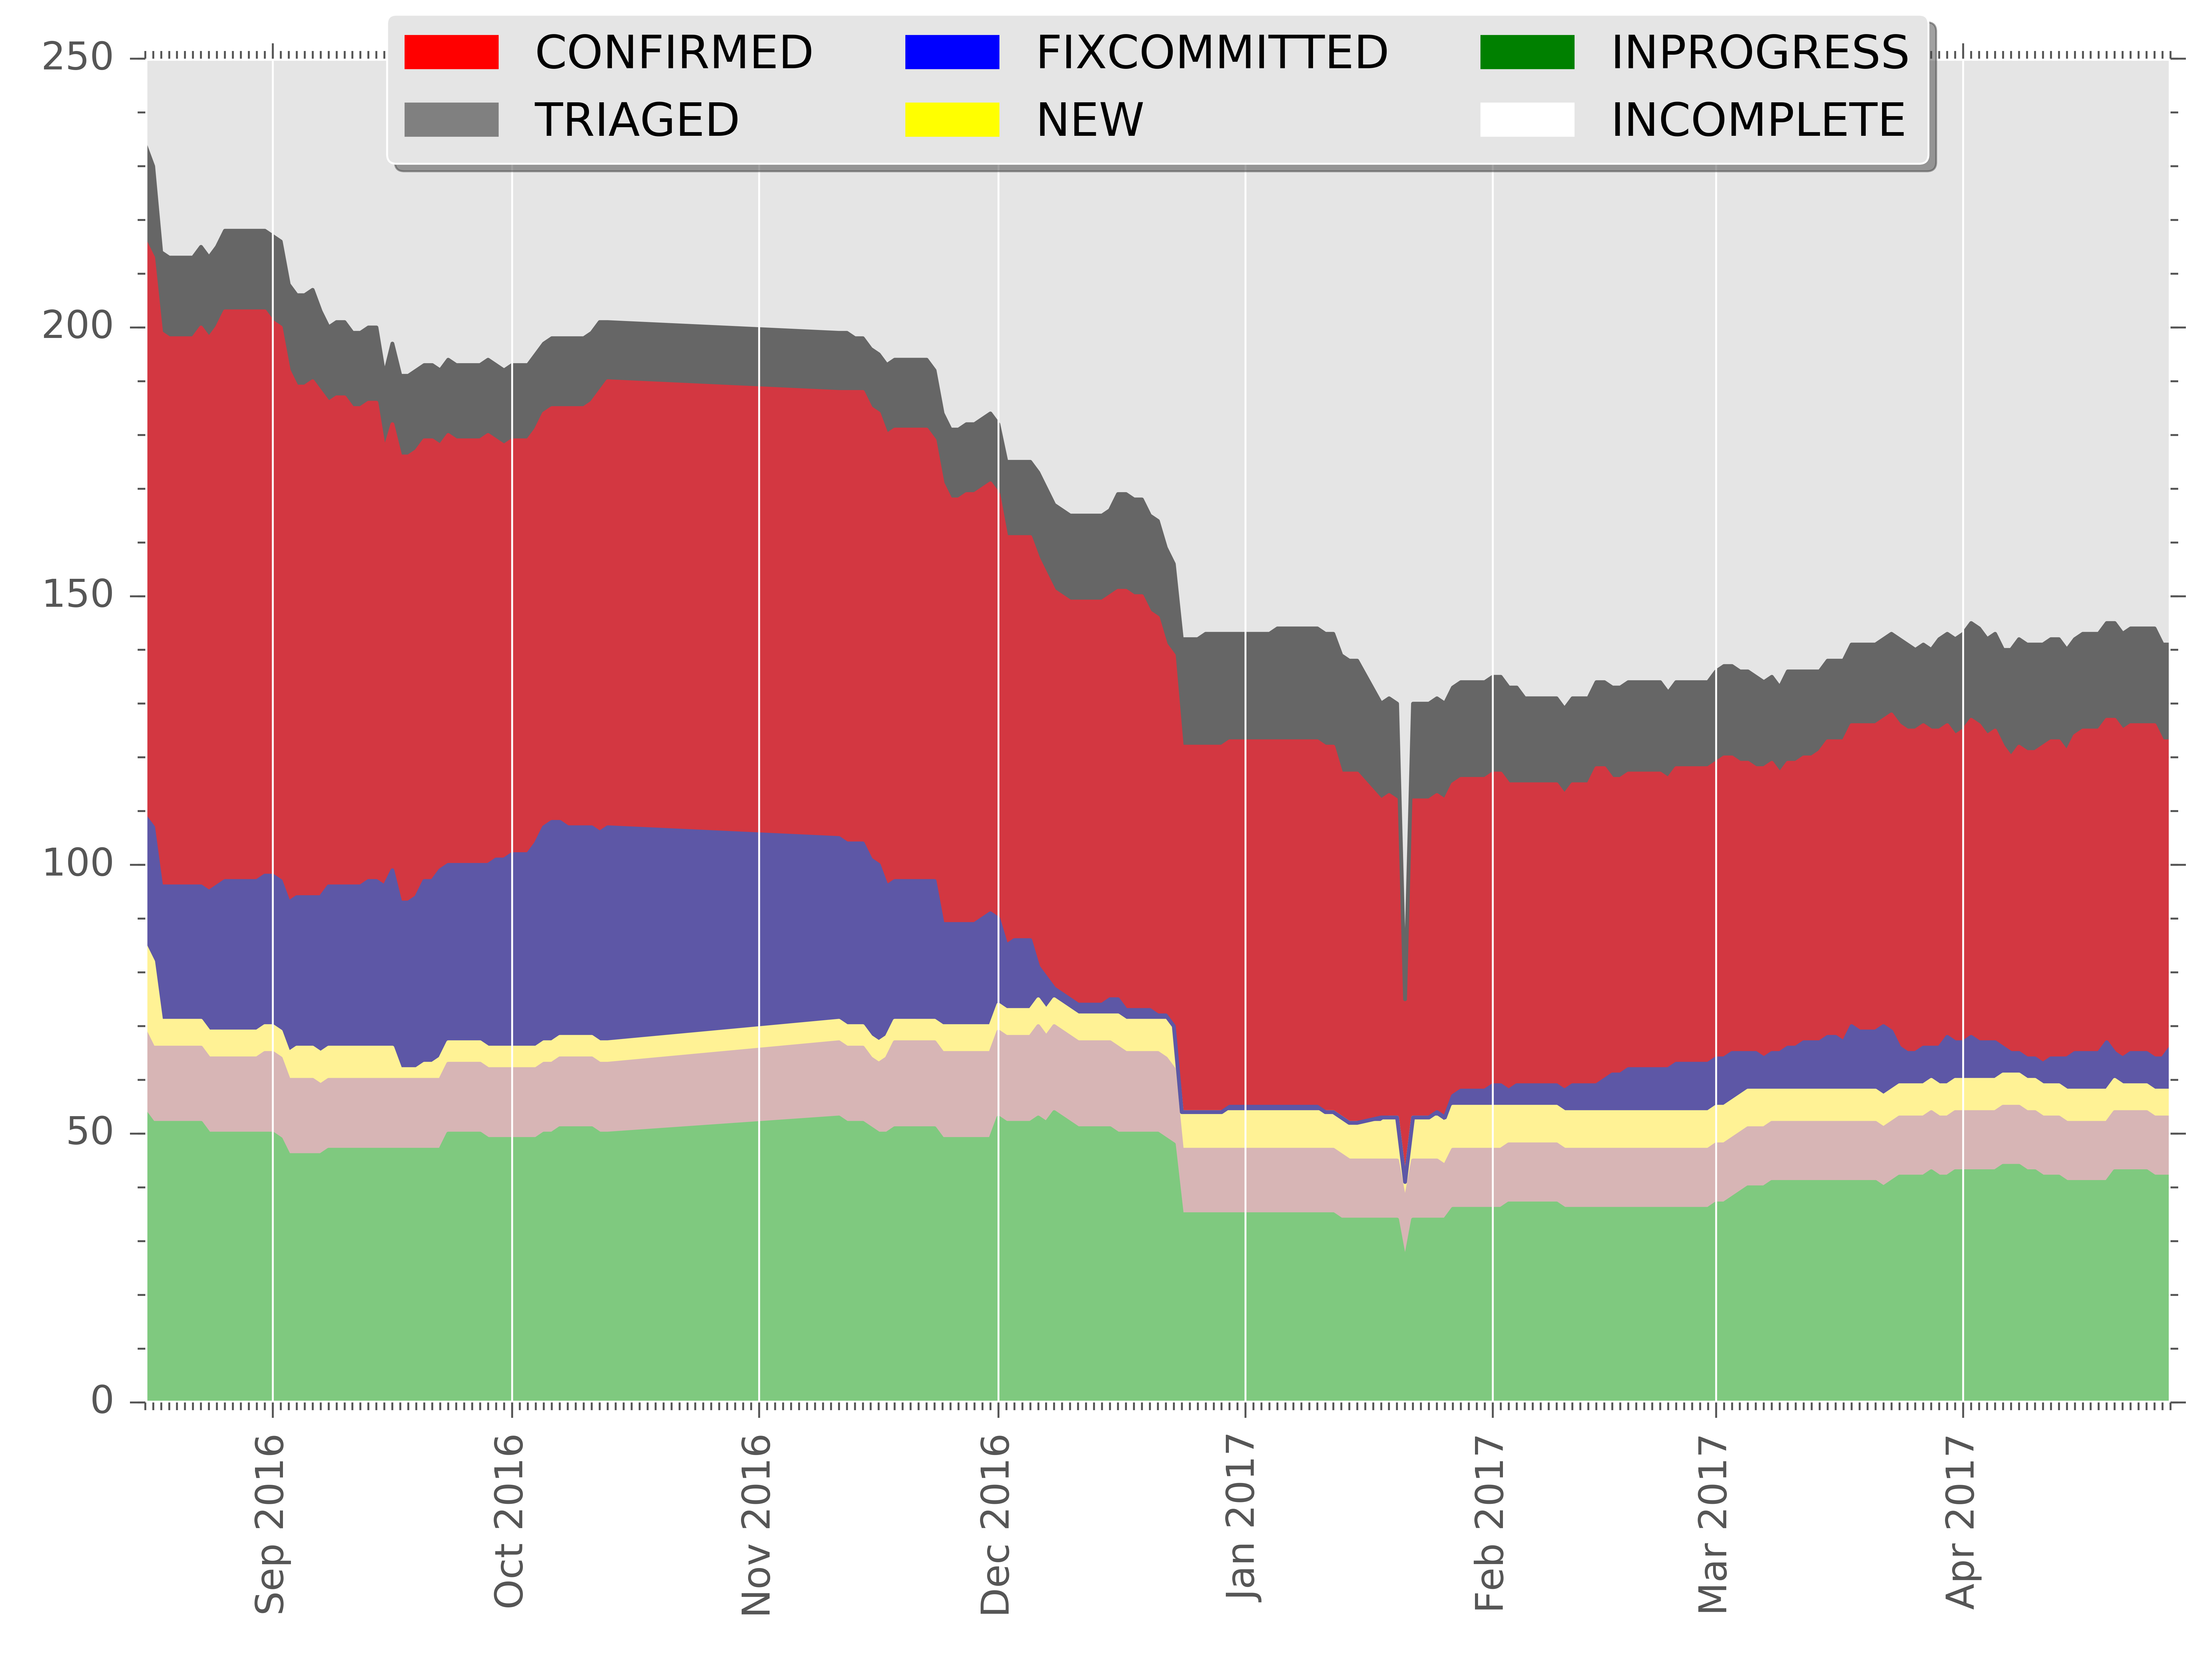 CONFIRMED FIXCOMMITTED INPROGRESS
TRIAGED NEW INCOMPLETE
250
200
150
100
50
0
Sep 2016
Oct 2016
Nov 2016
Dec 2016
Jan 2017
Feb 2017
Mar 2017
Apr 2017